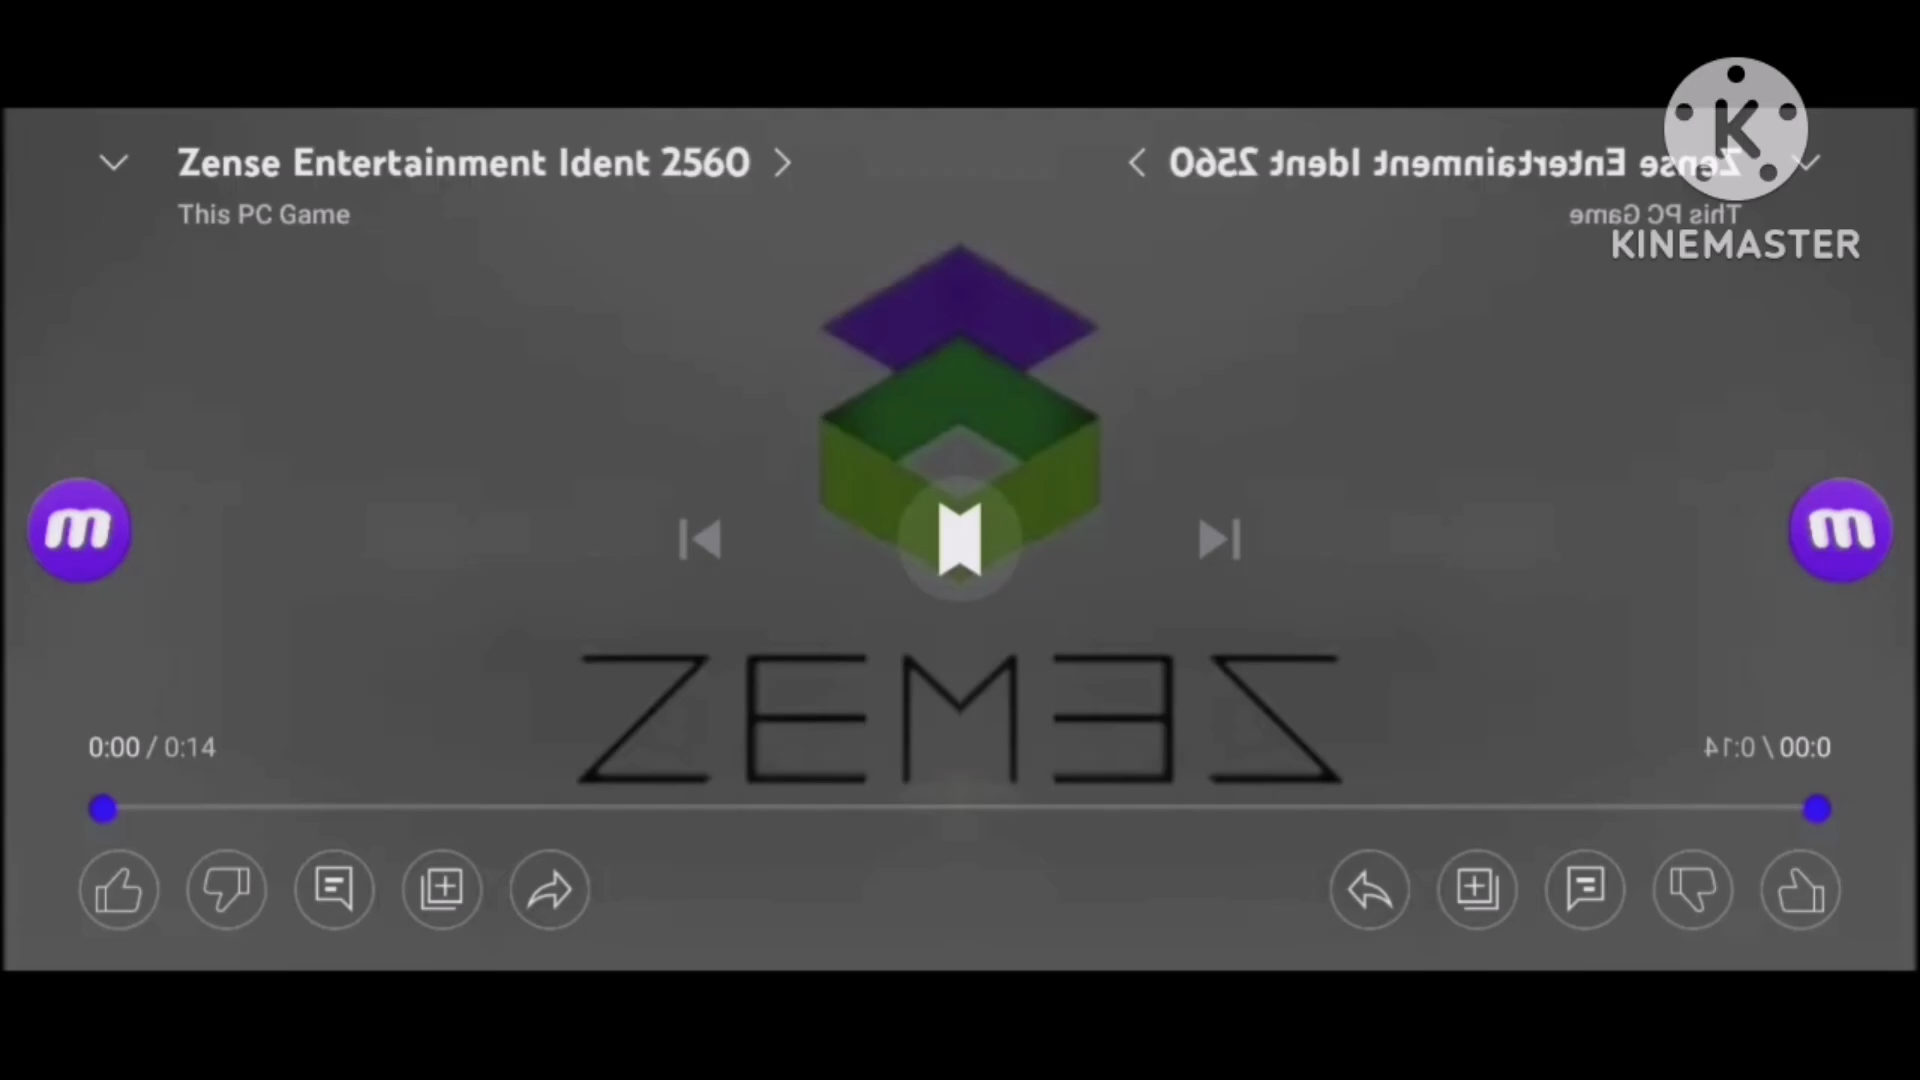 Zense Entertainment Ident 2560
Zense Entertainment Ident 2560
This PC Game
This PC Game
K
KINEMASTER
m
m
ZEMEZ
0:00 / 0:14
0:00 / 0:14